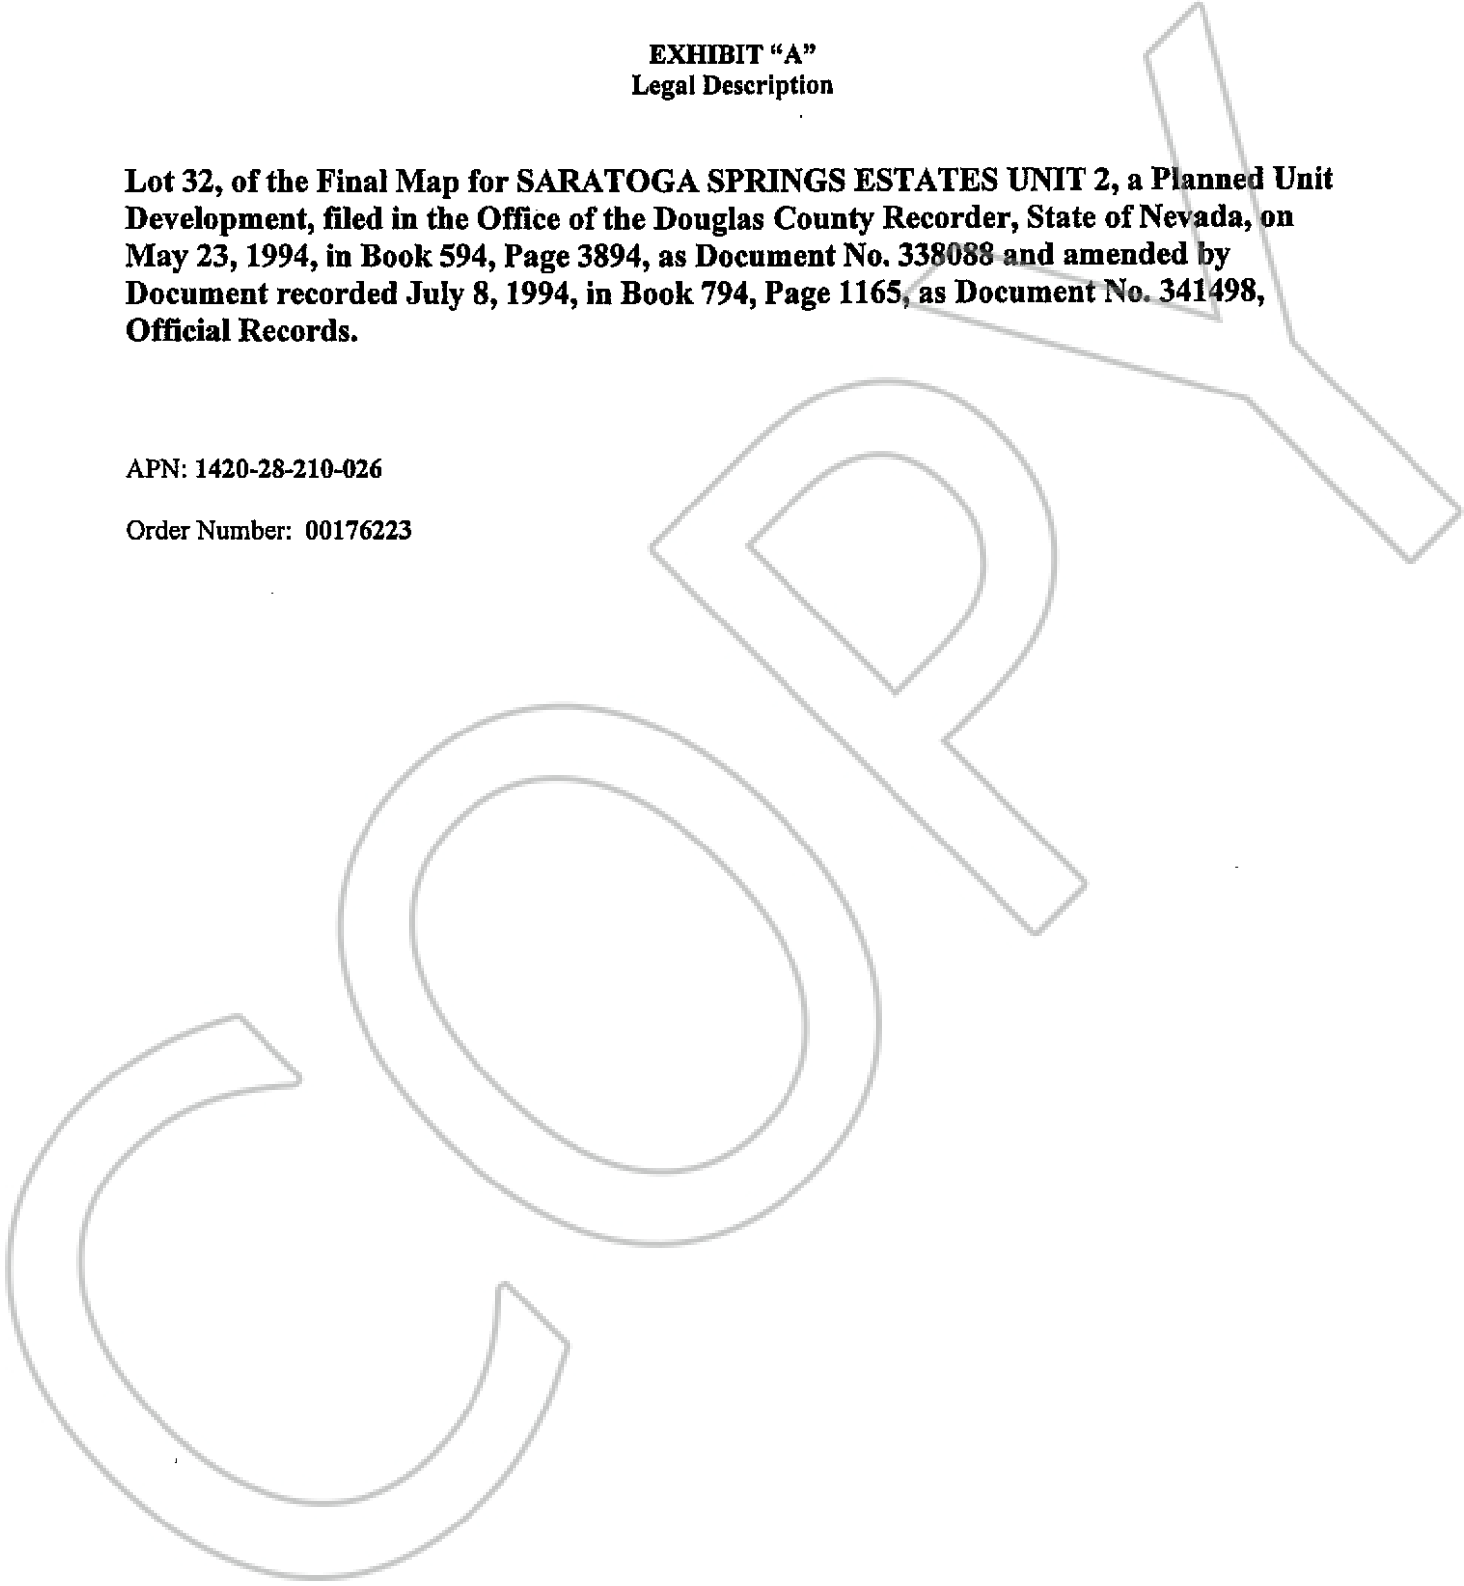 EXHIBIT “A”
Legal Description
Lot 32, of the Final Map for SARATOGA SPRINGS ESTATES UNIT 2, a Planned Unit
Development, filed in the Office of the Douglas County Recorder, State of Nevada, on
May 23, 1994, in Book 594, Page 3894, as Document No. 338088 and amended by
Document recorded July 8, 1994, in Book 794, Page 1165, as Document No. 341498,
Official Records.
APN: 1420-28-210-026
Order Number: 00176223
COPY